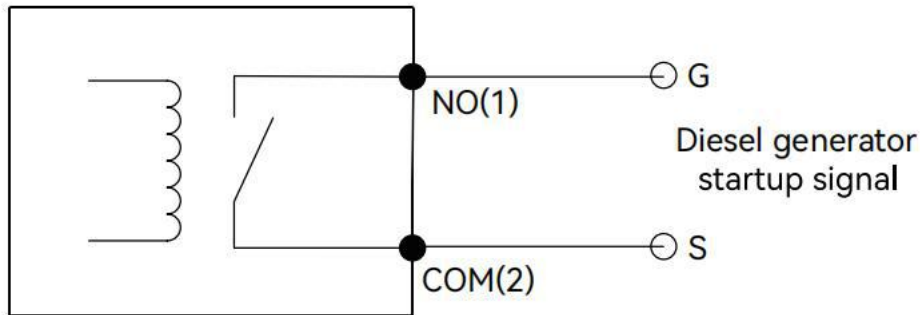 G
NO(1)
Diesel generator
startup signal
S
COM(2)